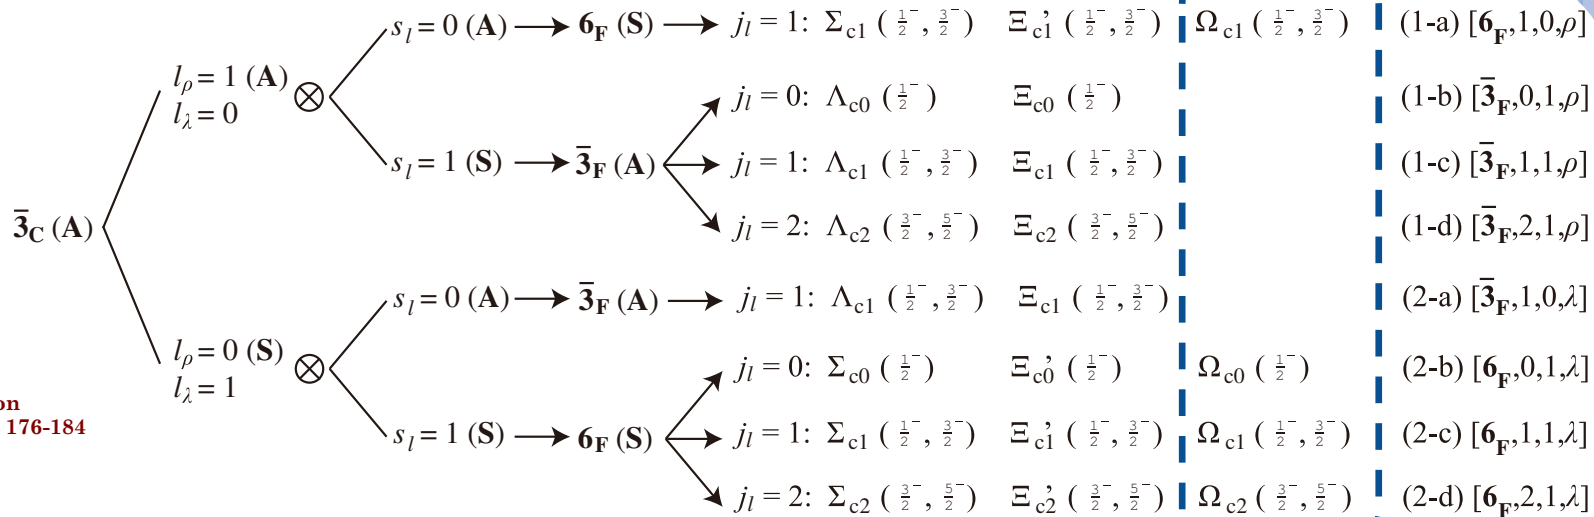 s_l = 0 (A) → 6_F (S) → j_l = 1: Σ_c1 (1/2⁻, 3/2⁻) Ξ'_c1 (1/2⁻, 3/2⁻) Ω_c1 (1/2⁻, 3/2⁻) (1-a) [6_F,1,0,ρ]
l_ρ = 1 (A) ⊗
l_λ = 0
j_l = 0: Λ_c0 (1/2⁻) Ξ_c0 (1/2⁻) (1-b) [3̄_F,0,1,ρ]
s_l = 1 (S) → 3̄_F (A) j_l = 1: Λ_c1 (1/2⁻, 3/2⁻) Ξ_c1 (1/2⁻, 3/2⁻) (1-c) [3̄_F,1,1,ρ]
j_l = 2: Λ_c2 (3/2⁻, 5/2⁻) Ξ_c2 (3/2⁻, 5/2⁻) (1-d) [3̄_F,2,1,ρ]
3̄_C (A)
s_l = 0 (A) → 3̄_F (A) → j_l = 1: Λ_c1 (1/2⁻, 3/2⁻) Ξ_c1 (1/2⁻, 3/2⁻) (2-a) [3̄_F,1,0,λ]
l_ρ = 0 (S) ⊗
l_λ = 1
j_l = 0: Σ_c0 (1/2⁻) Ξ'_c0 (1/2⁻) Ω_c0 (1/2⁻) (2-b) [6_F,0,1,λ]
on
176-184
s_l = 1 (S) → 6_F (S) j_l = 1: Σ_c1 (1/2⁻, 3/2⁻) Ξ'_c1 (1/2⁻, 3/2⁻) Ω_c1 (1/2⁻, 3/2⁻) (2-c) [6_F,1,1,λ]
j_l = 2: Σ_c2 (3/2⁻, 5/2⁻) Ξ'_c2 (3/2⁻, 5/2⁻) Ω_c2 (3/2⁻, 5/2⁻) (2-d) [6_F,2,1,λ]